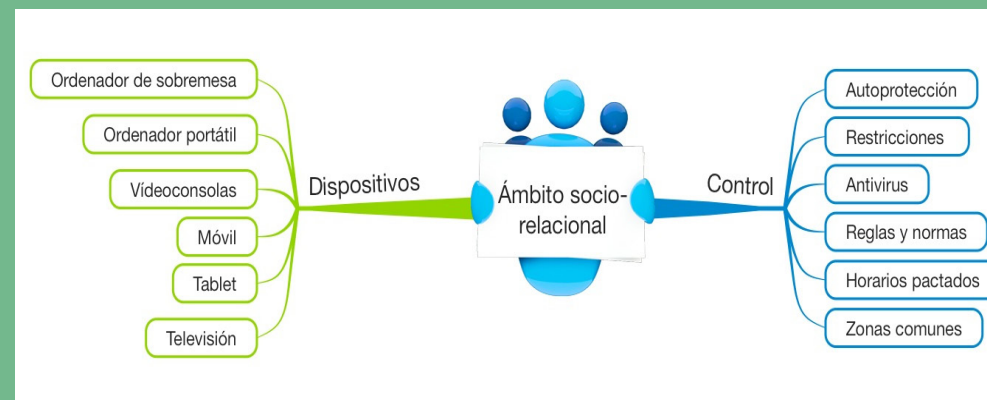 Ordenador de sobremesa
Ordenador portátil
Vídeoconsolas
Móvil
Tablet
Televisión
Dispositivos
Ámbito socio-
relacional
Control
Autoprotección
Restricciones
Antivirus
Reglas y normas
Horarios pactados
Zonas comunes